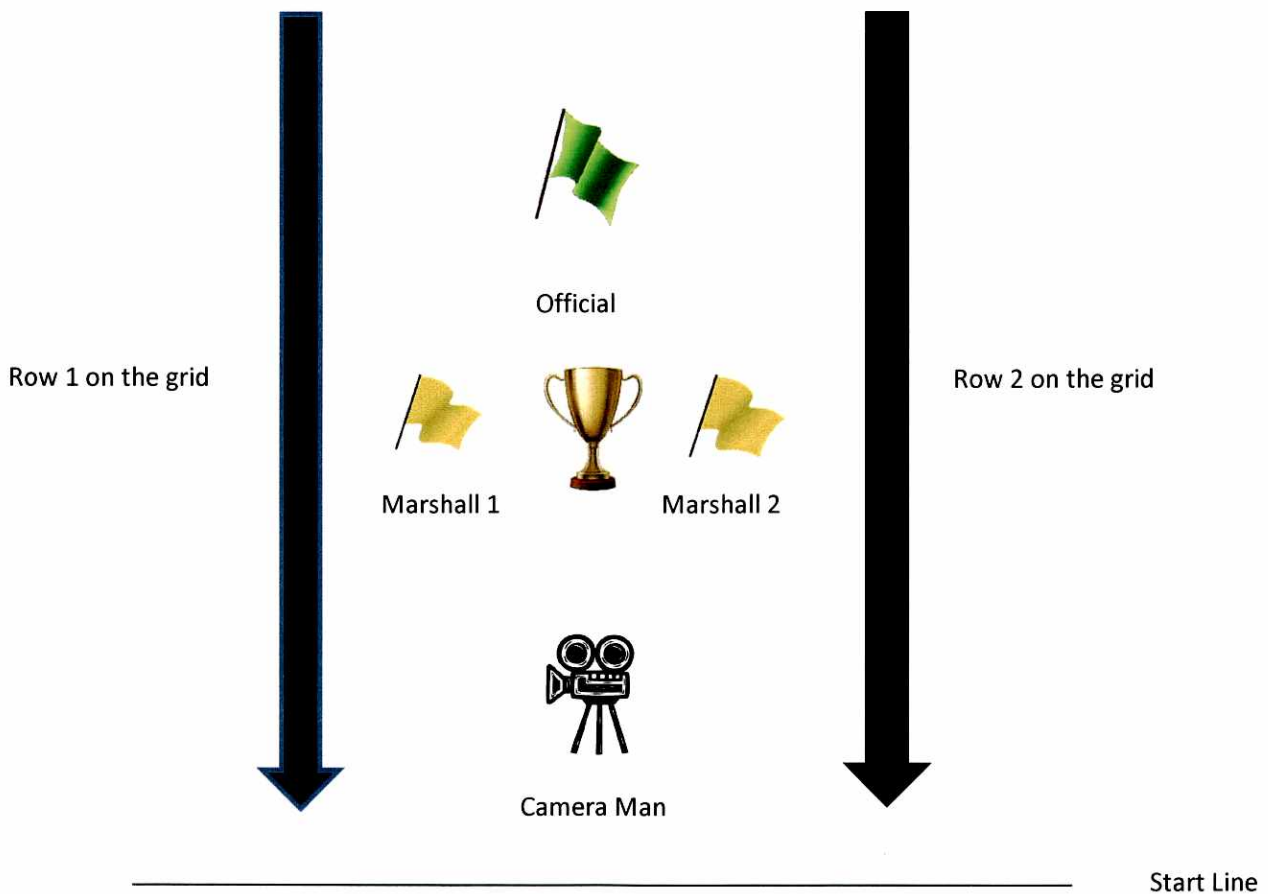 Official
Row 1 on the grid
Row 2 on the grid
Marshall 1
Marshall 2
Camera Man
Start Line